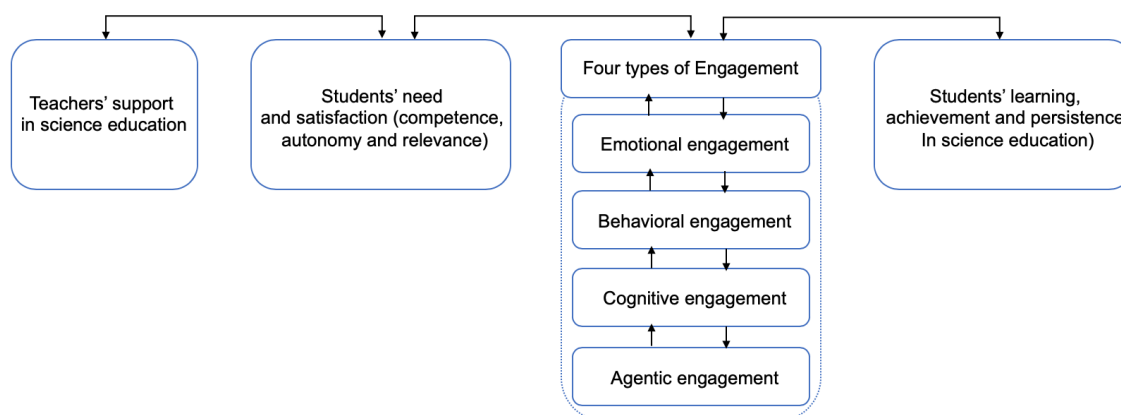 Teachers' support
in science education
Students' need
and satisfaction (competence,
autonomy and relevance)
Four types of Engagement
Emotional engagement
Behavioral engagement
Cognitive engagement
Agentic engagement
Students' learning,
achievement and persistence
In science education)